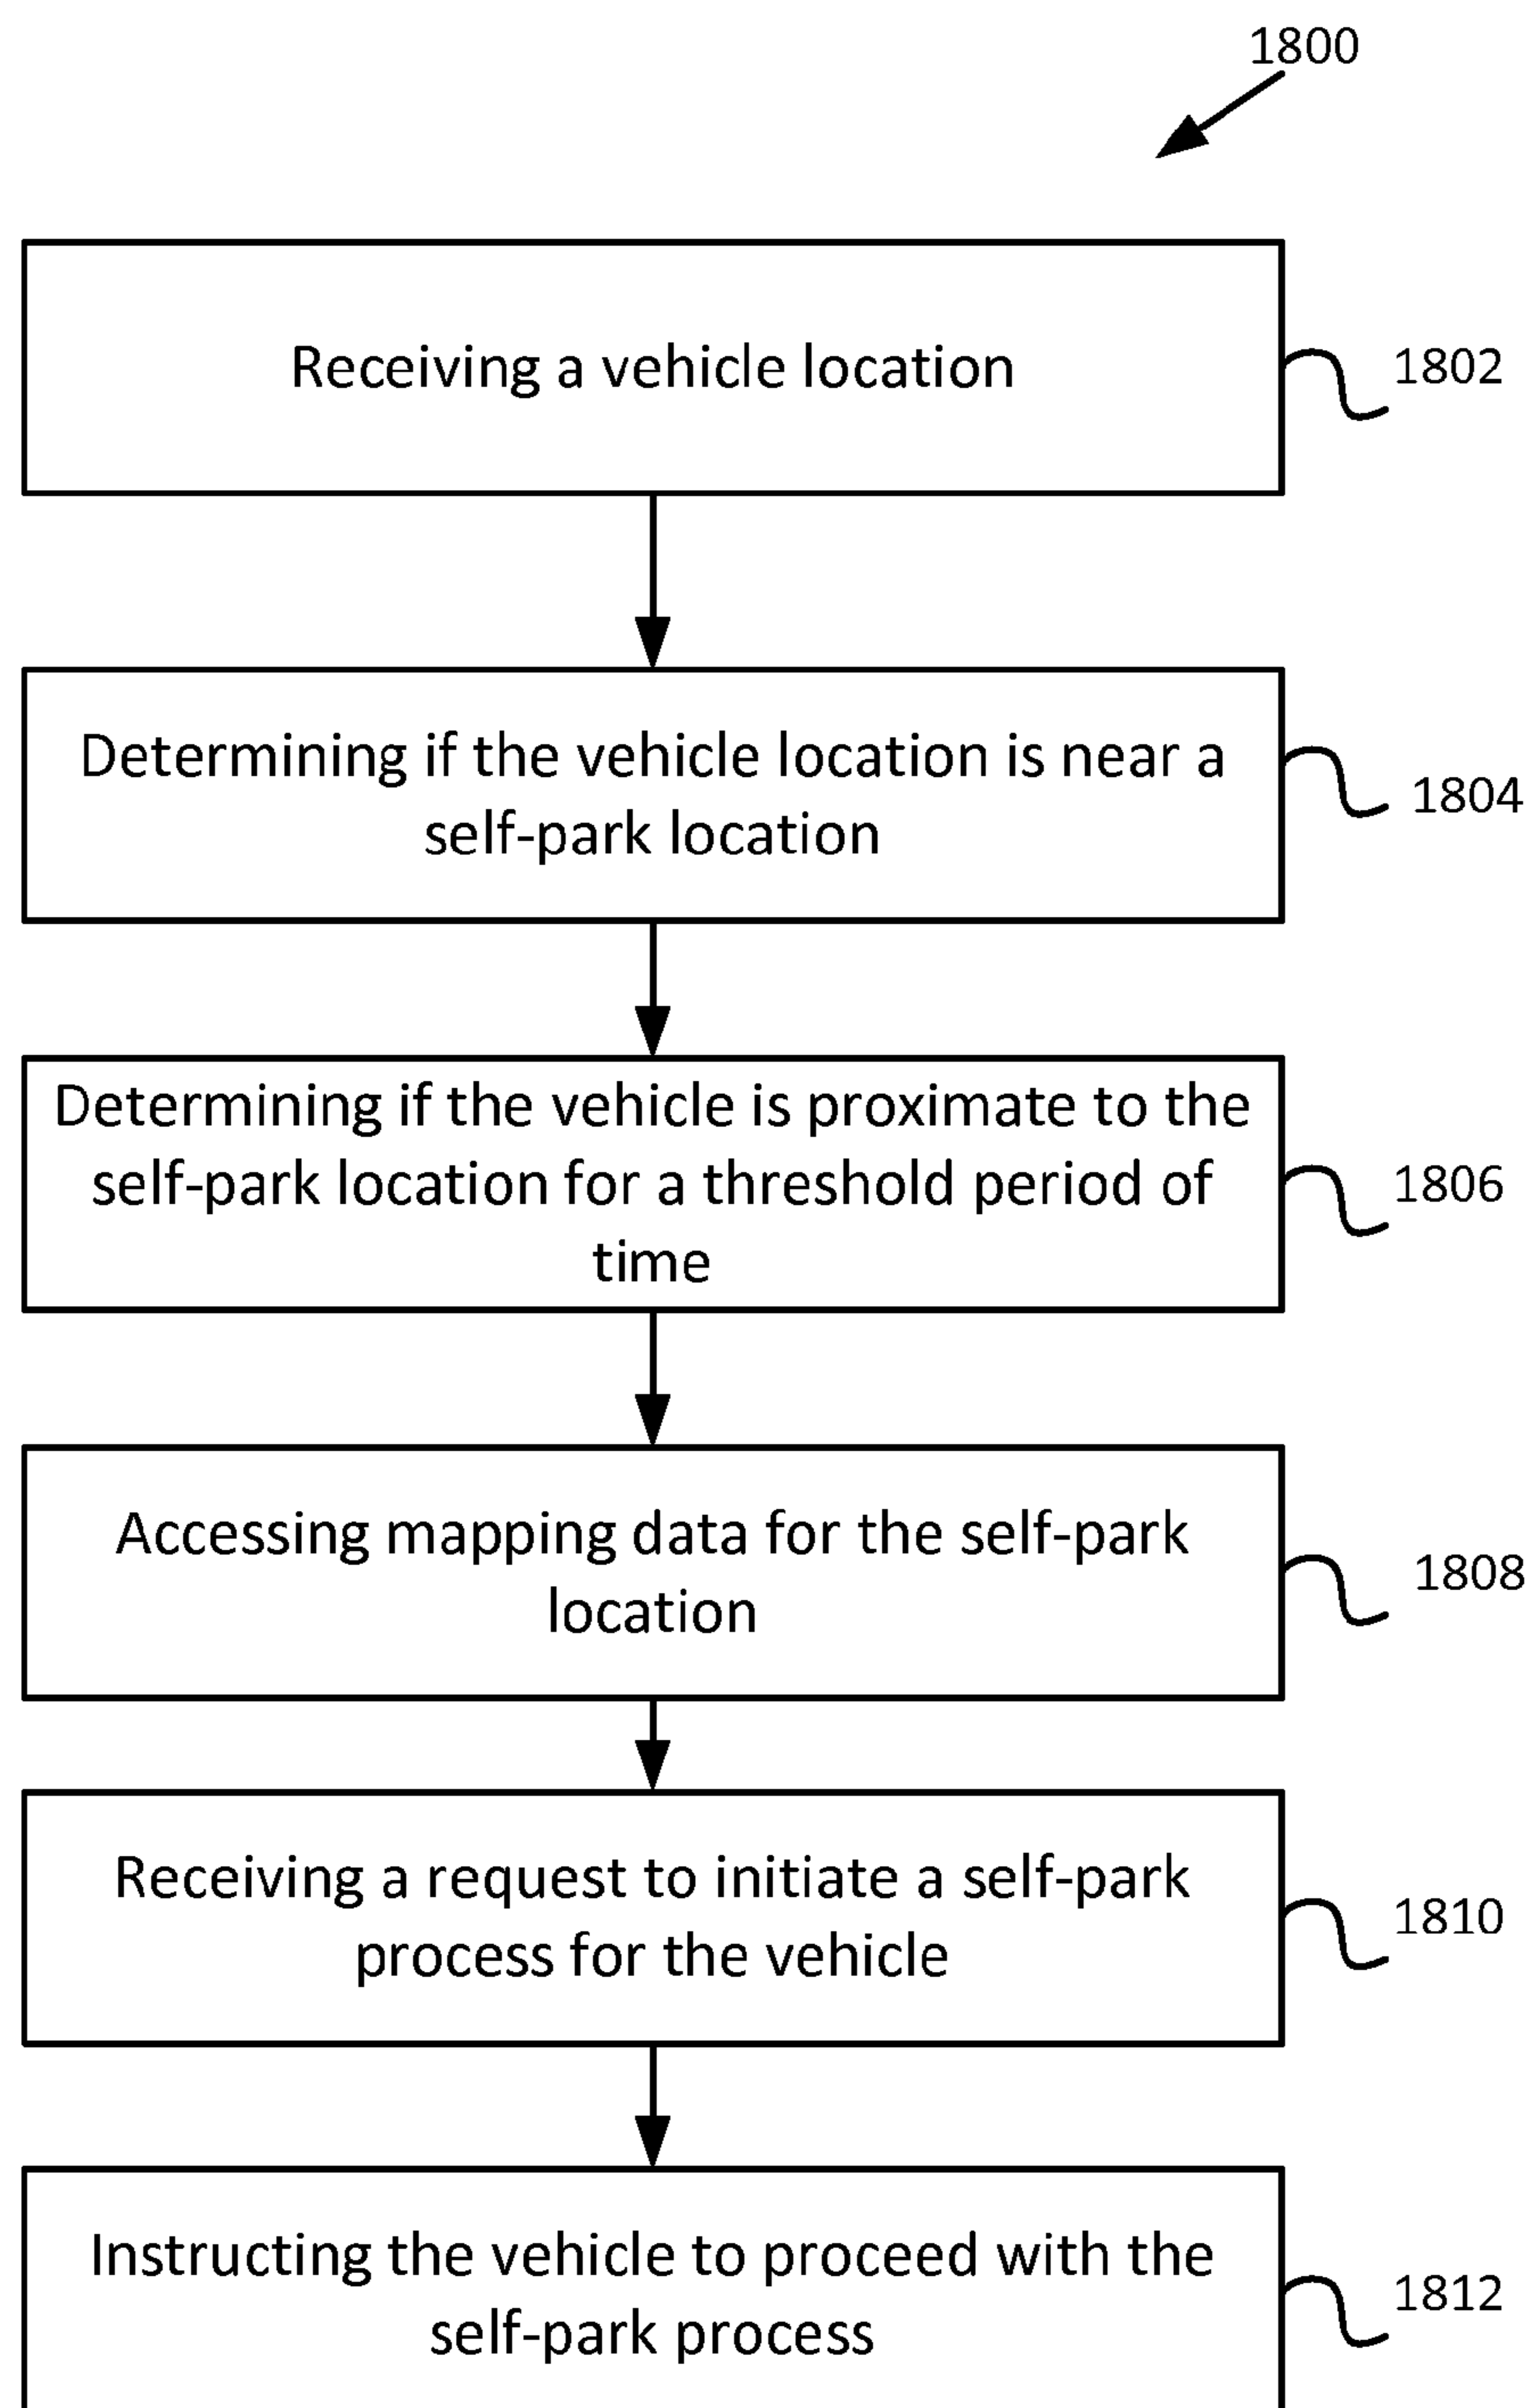 1800
Receiving a vehicle location
1802
Determining if the vehicle location is near a
self-park location
1804
Determining if the vehicle is proximate to the
self-park location for a threshold period of
time
1806
Accessing mapping data for the self-park
location
1808
Receiving a request to initiate a self-park
process for the vehicle
1810
Instructing the vehicle to proceed with the
self-park process
1812